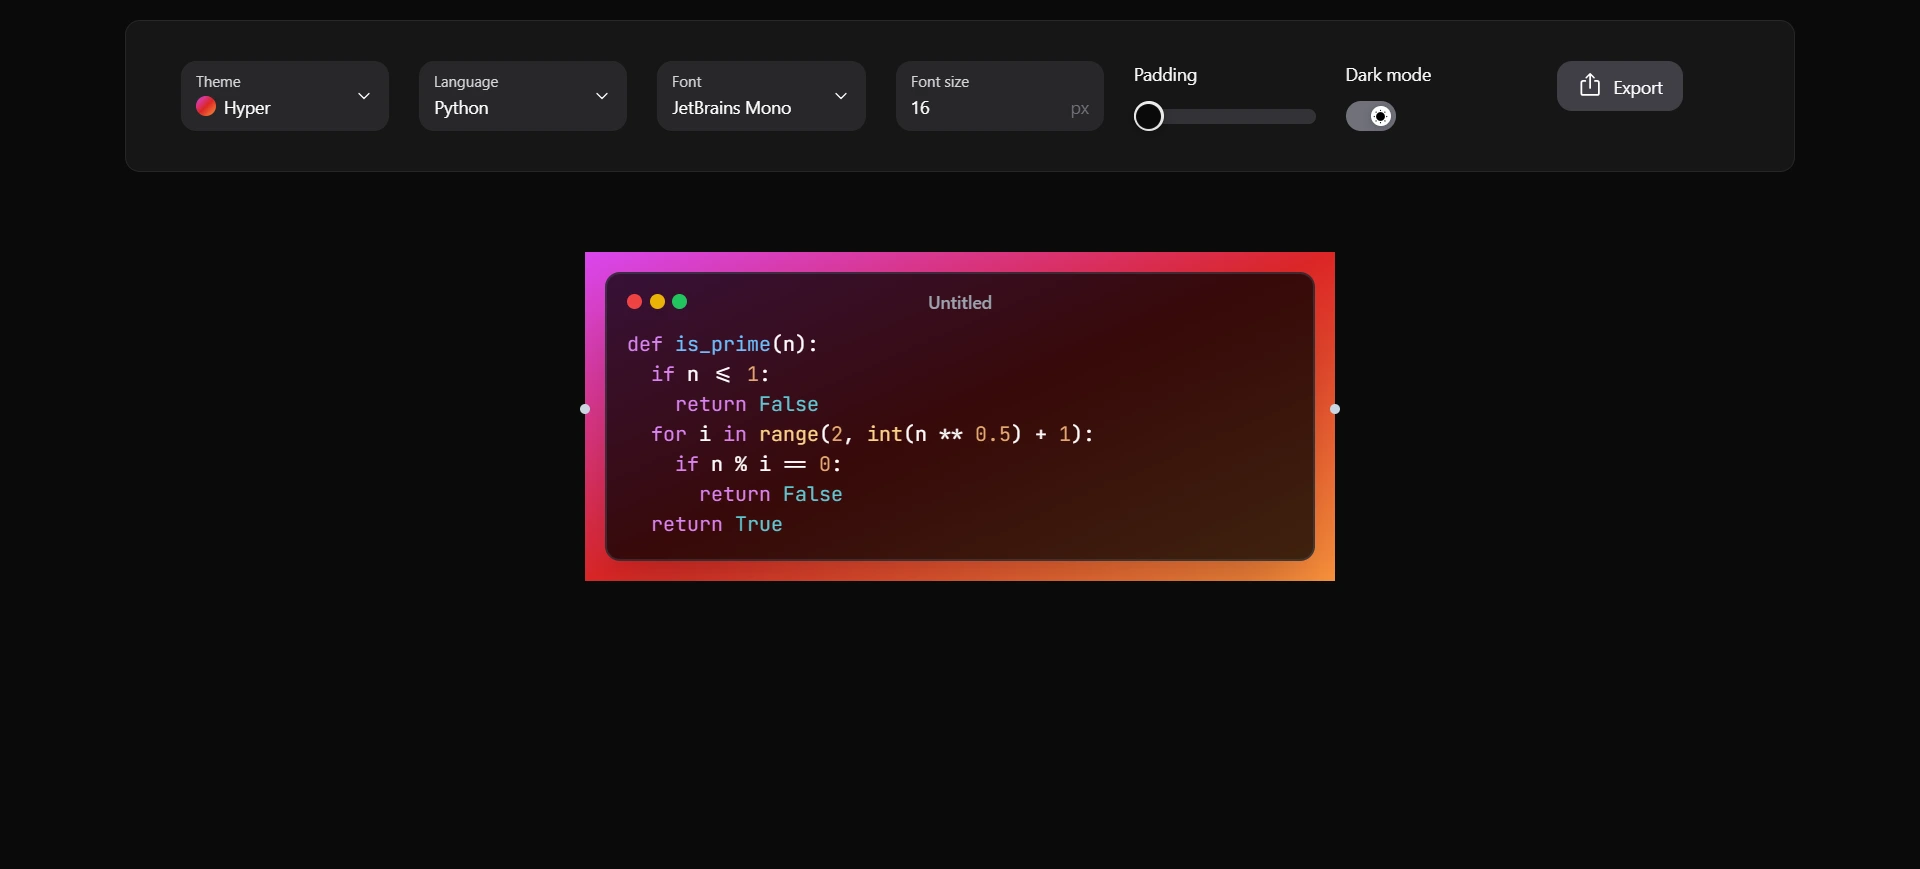 Theme
Hyper
Language
Python
Font
JetBrains Mono
Font size
16 px
Padding
Dark mode
Export
Untitled
def is_prime(n):
  if n <= 1:
    return False
  for i in range(2, int(n ** 0.5) + 1):
    if n % i == 0:
      return False
  return True